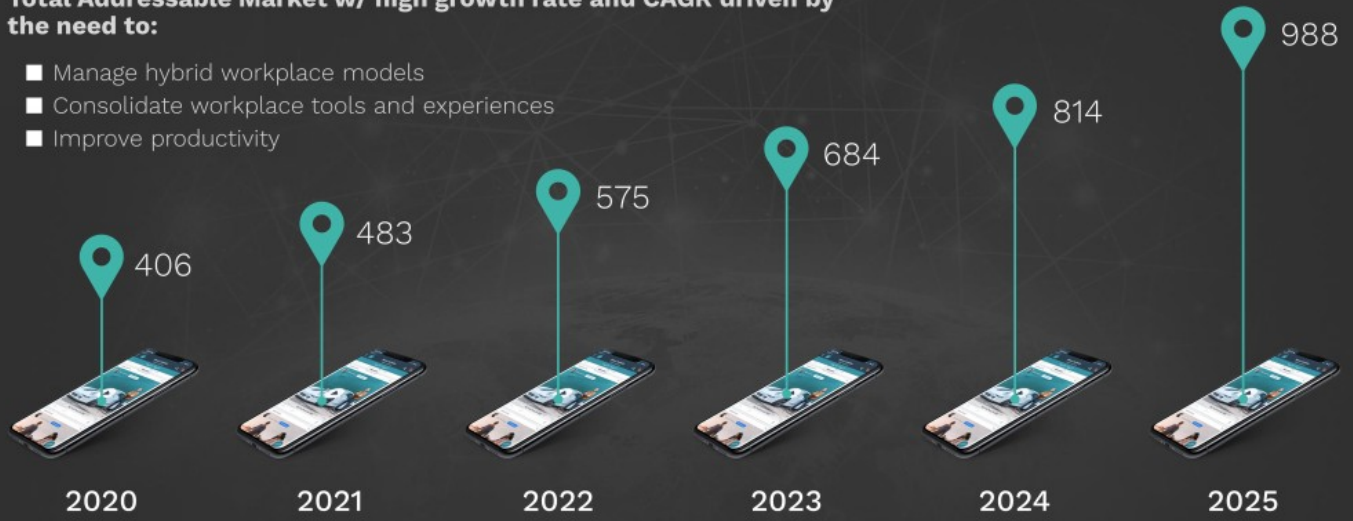 Total Addressable Market w/ high growth rate and CAGR driven by
the need to:
Manage hybrid workplace models
Consolidate workplace tools and experiences
Improve productivity
988
814
684
575
483
406
2020
2021
2022
2023
2024
2025